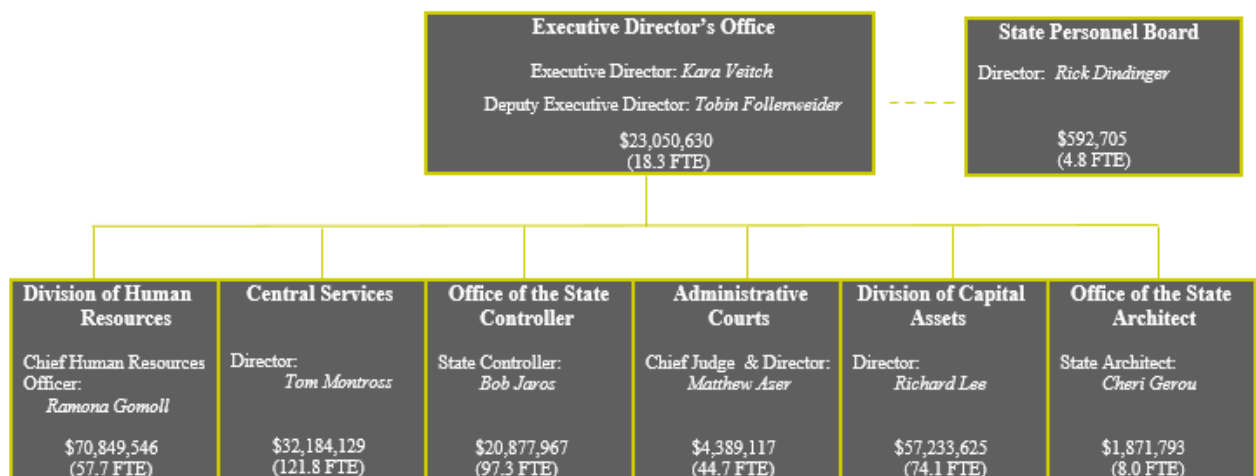 Executive Director's Office
Executive Director: Kara Veitch
Deputy Executive Director: Tobin Follenweider
$23,050,630
(18.3 FTE)
State Personnel Board
Director: Rick Dindinger
$592,705
(4.8 FTE)
Division of Human
Resources
Chief Human Resources
Officer:
Ramona Gomoll
$70,849,546
(57.7 FTE)
Central Services
Director:
Tom Montross
$32,184,129
(121.8 FTE)
Office of the State
Controller
State Controller:
Bob Jaros
$20,877,967
(97.3 FTE)
Administrative
Courts
Chief Judge & Director:
Matthew Azer
$4,389,117
(44.7 FTE)
Division of Capital
Assets
Director:
Richard Lee
$57,233,625
(74.1 FTE)
Office of the State
Architect
State Architect:
Cheri Gerou
$1,871,793
(8.0 FTE)